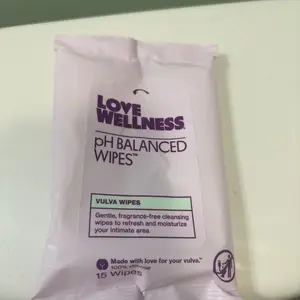 LOVE
WELLNESS®
pH BALANCED
WIPES™
VULVA WIPES
Gentle, fragrance-free cleansing
wipes to refresh and moisturize
your intimate area
Made with love for your vulva.™
100%
15 Wipes